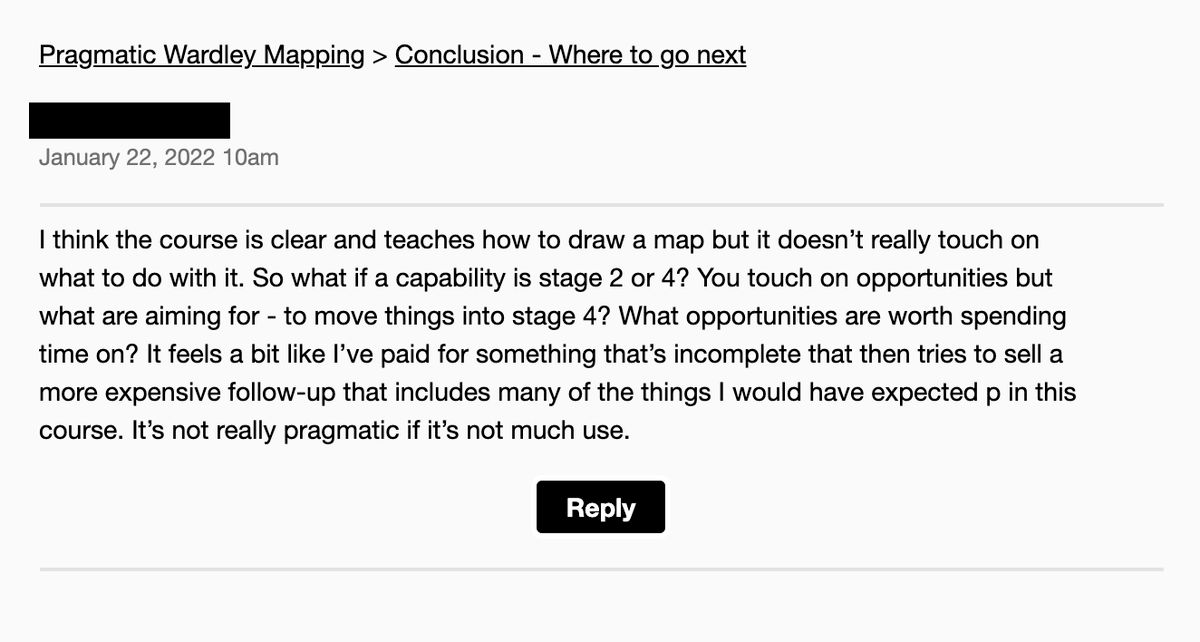 Pragmatic Wardley Mapping > Conclusion - Where to go next
January 22, 2022 10am
I think the course is clear and teaches how to draw a map but it doesn’t really touch on
what to do with it. So what if a capability is stage 2 or 4? You touch on opportunities but
what are aiming for - to move things into stage 4? What opportunities are worth spending
time on? It feels a bit like I’ve paid for something that’s incomplete that then tries to sell a
more expensive follow-up that includes many of the things I would have expected p in this
course. It’s not really pragmatic if it’s not much use.
Reply